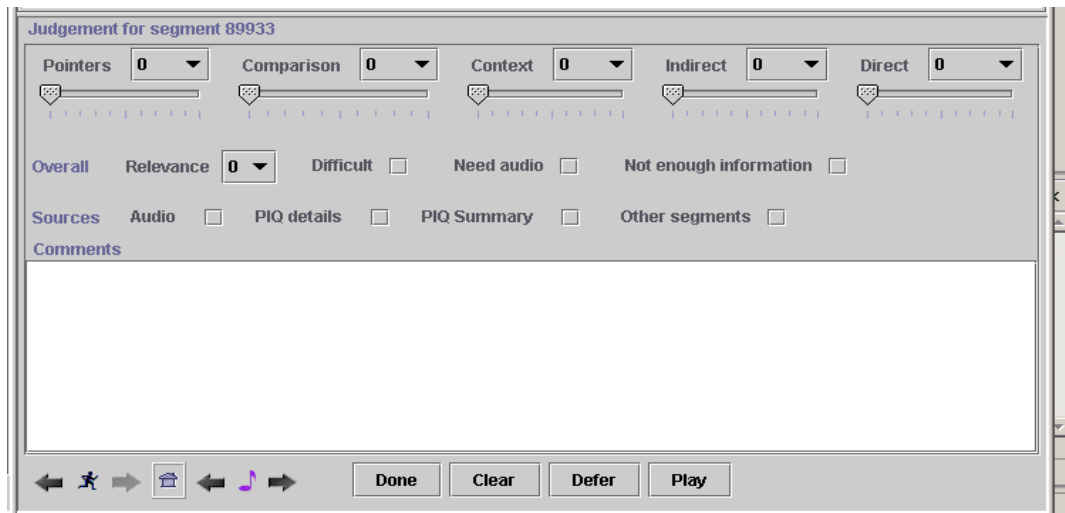 Judgement for segment 89933
Pointers 0 Comparison 0 Context 0 Indirect 0 Direct 0
Overall Relevance 0 Difficult Need audio Not enough information
Sources Audio PIQ details PIQ Summary Other segments
Comments
Done Clear Defer Play